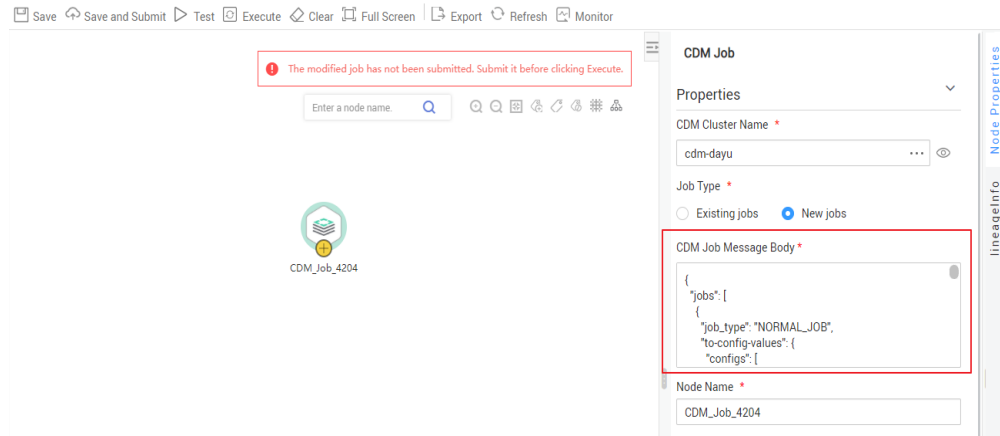 Save Save and Submit Test Execute Clear Full Screen Export Refresh Monitor
The modified job has not been submitted. Submit it before clicking Execute.
Enter a node name.
CDM_Job_4204
CDM Job
Properties
CDM Cluster Name *
cdm-dayu ...
Job Type *
Existing jobs New jobs
CDM Job Message Body *
{
"jobs": [
{
"job_type": "NORMAL_JOB",
"to-config-values": {
"configs": [
Node Name *
CDM_Job_4204
Node Properties
lineageInfo